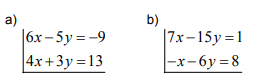 a) b)
6x – 5y = –9 7x – 15y = 1
4x + 3y = 13 –x – 6y = 8